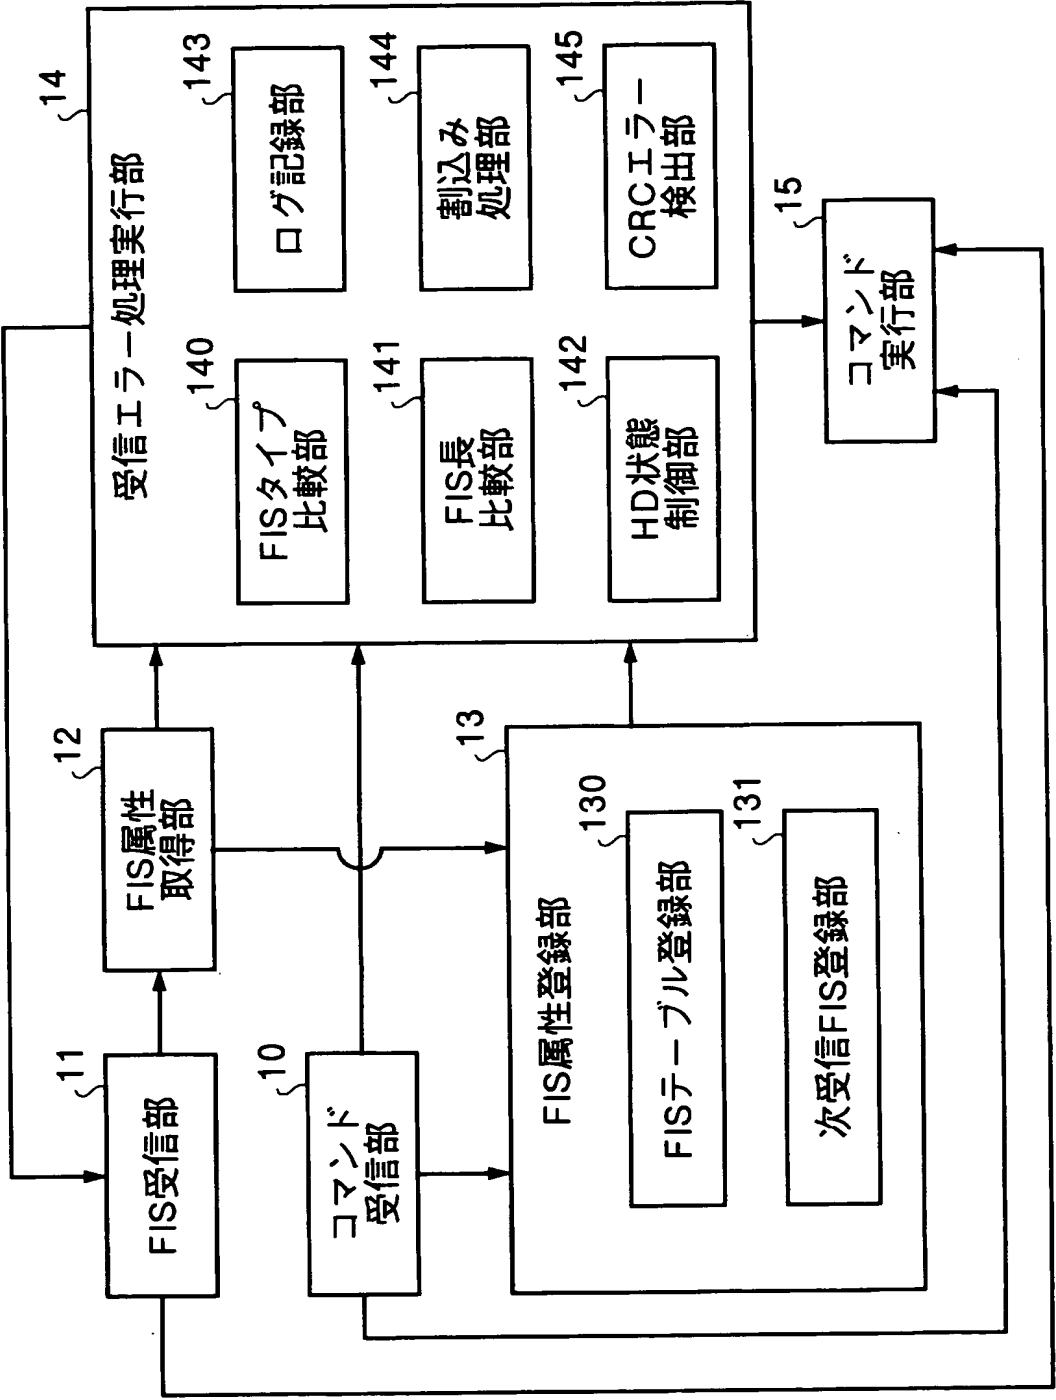 11
FIS受信部
12
FIS属性
取得部
10
コマンド
受信部
13
FIS属性登録部
130
FISテーブル登録部
131
次受信FIS登録部
14
受信エラー処理実行部
140
FISタイプ
比較部
143
ログ記録部
141
FIS長
比較部
144
割込み
処理部
142
HD状態
制御部
145
CRCエラー
検出部
15
コマンド
実行部